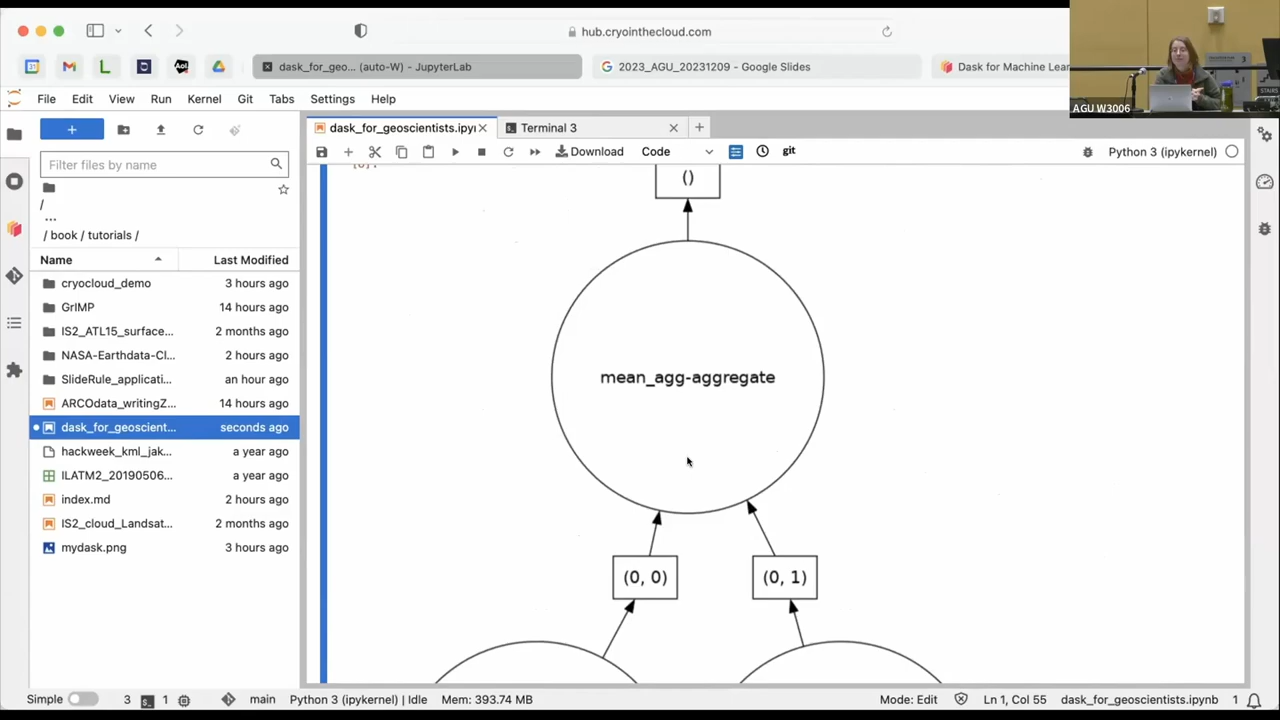 hub.cryointhecloud.com
dask_for_geo... (auto-W) - JupyterLab
2023_AGU_20231209 - Google Slides
Dask for Machine Lear
AGU W3006
STAIRS
File Edit View Run Kernel Git Tabs Settings Help
dask_for_geoscientists.ipyn
Terminal 3
Download
Code
git
Python 3 (ipykernel)
Filter files by name
/
...
/ book / tutorials /
Name Last Modified
cryocloud_demo 3 hours ago
GrIMP 14 hours ago
IS2_ATL15_surface... 2 months ago
NASA-Earthdata-Cl... 2 hours ago
SlideRule_applicati... an hour ago
ARCOdata_writingZ... 14 hours ago
dask_for_geoscient... seconds ago
hackweek_kml_jak... a year ago
ILATM2_20190506... a year ago
index.md 2 hours ago
IS2_cloud_Landsat... 2 months ago
mydask.png 3 hours ago
()
mean_agg-aggregate
(0, 0)
(0, 1)
Simple 3 1 main Python 3 (ipykernel) | Idle Mem: 393.74 MB Mode: Edit Ln 1, Col 55 dask_for_geoscientists.ipynb 1